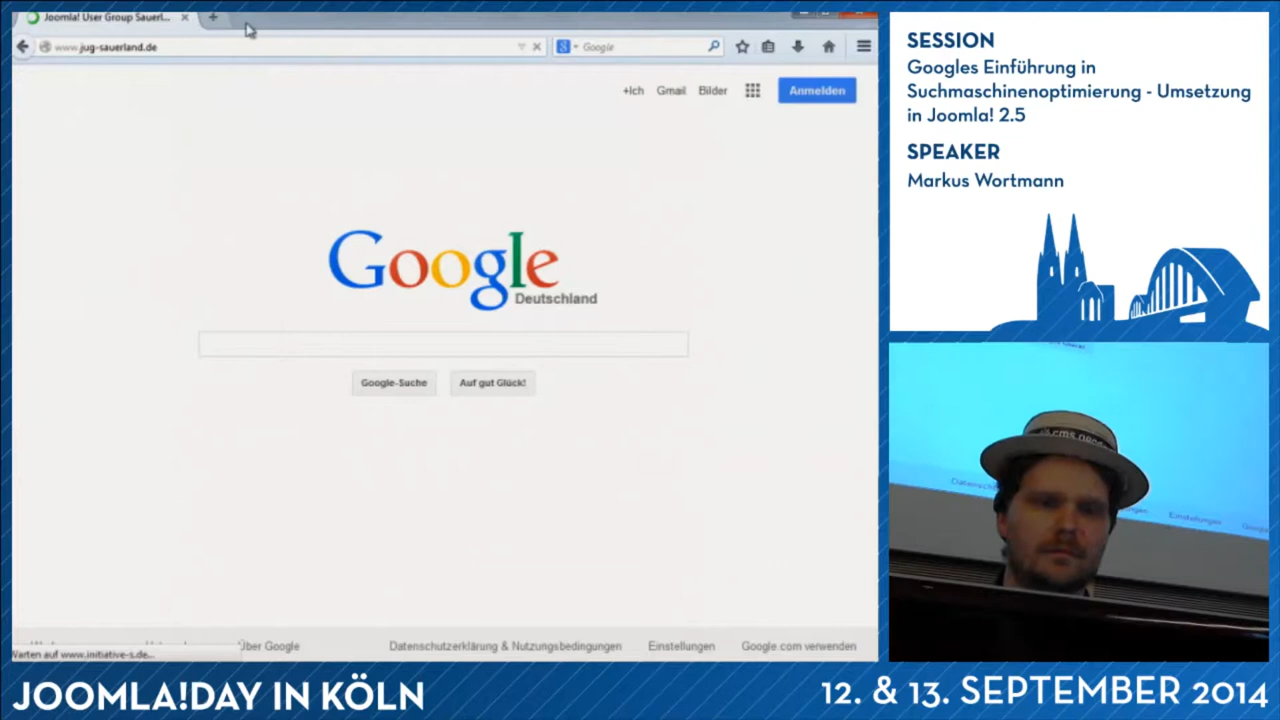 Joomla! User Group Sauerl...
www.jug-sauerland.de
Google
+Ich Gmail Bilder
Anmelden
Google
Deutschland
Google-Suche
Auf gut Glück!
Über Google
Datenschutzerklärung & Nutzungsbedingungen
Einstellungen
Google.com verwenden
Warten auf www.initiative-s.de...
SESSION
Googles Einführung in
Suchmaschinenoptimierung - Umsetzung
in Joomla! 2.5
SPEAKER
Markus Wortmann
Einstellungen
JOOMLA!DAY IN KÖLN
12. & 13. SEPTEMBER 2014